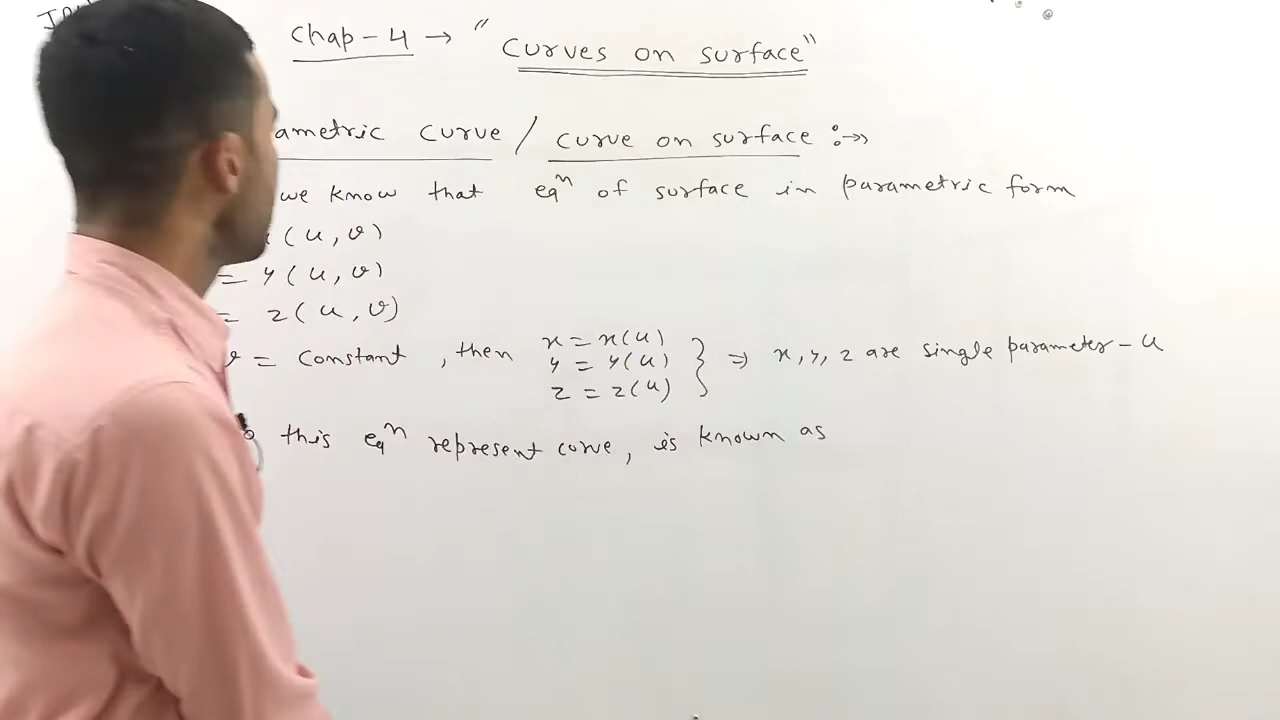 Chap-4 → "Curves on surface"
ametric Curve / Curve on surface :→»
we know that eqⁿ of surface in parametric form
(u, v)
= y(u, v)
= z(u, v)
v = Constant, then x = x(u)
y = y(u) } ⇒ x, y, z are single parameter - u
z = z(u)
this eqⁿ represent curve, is known as